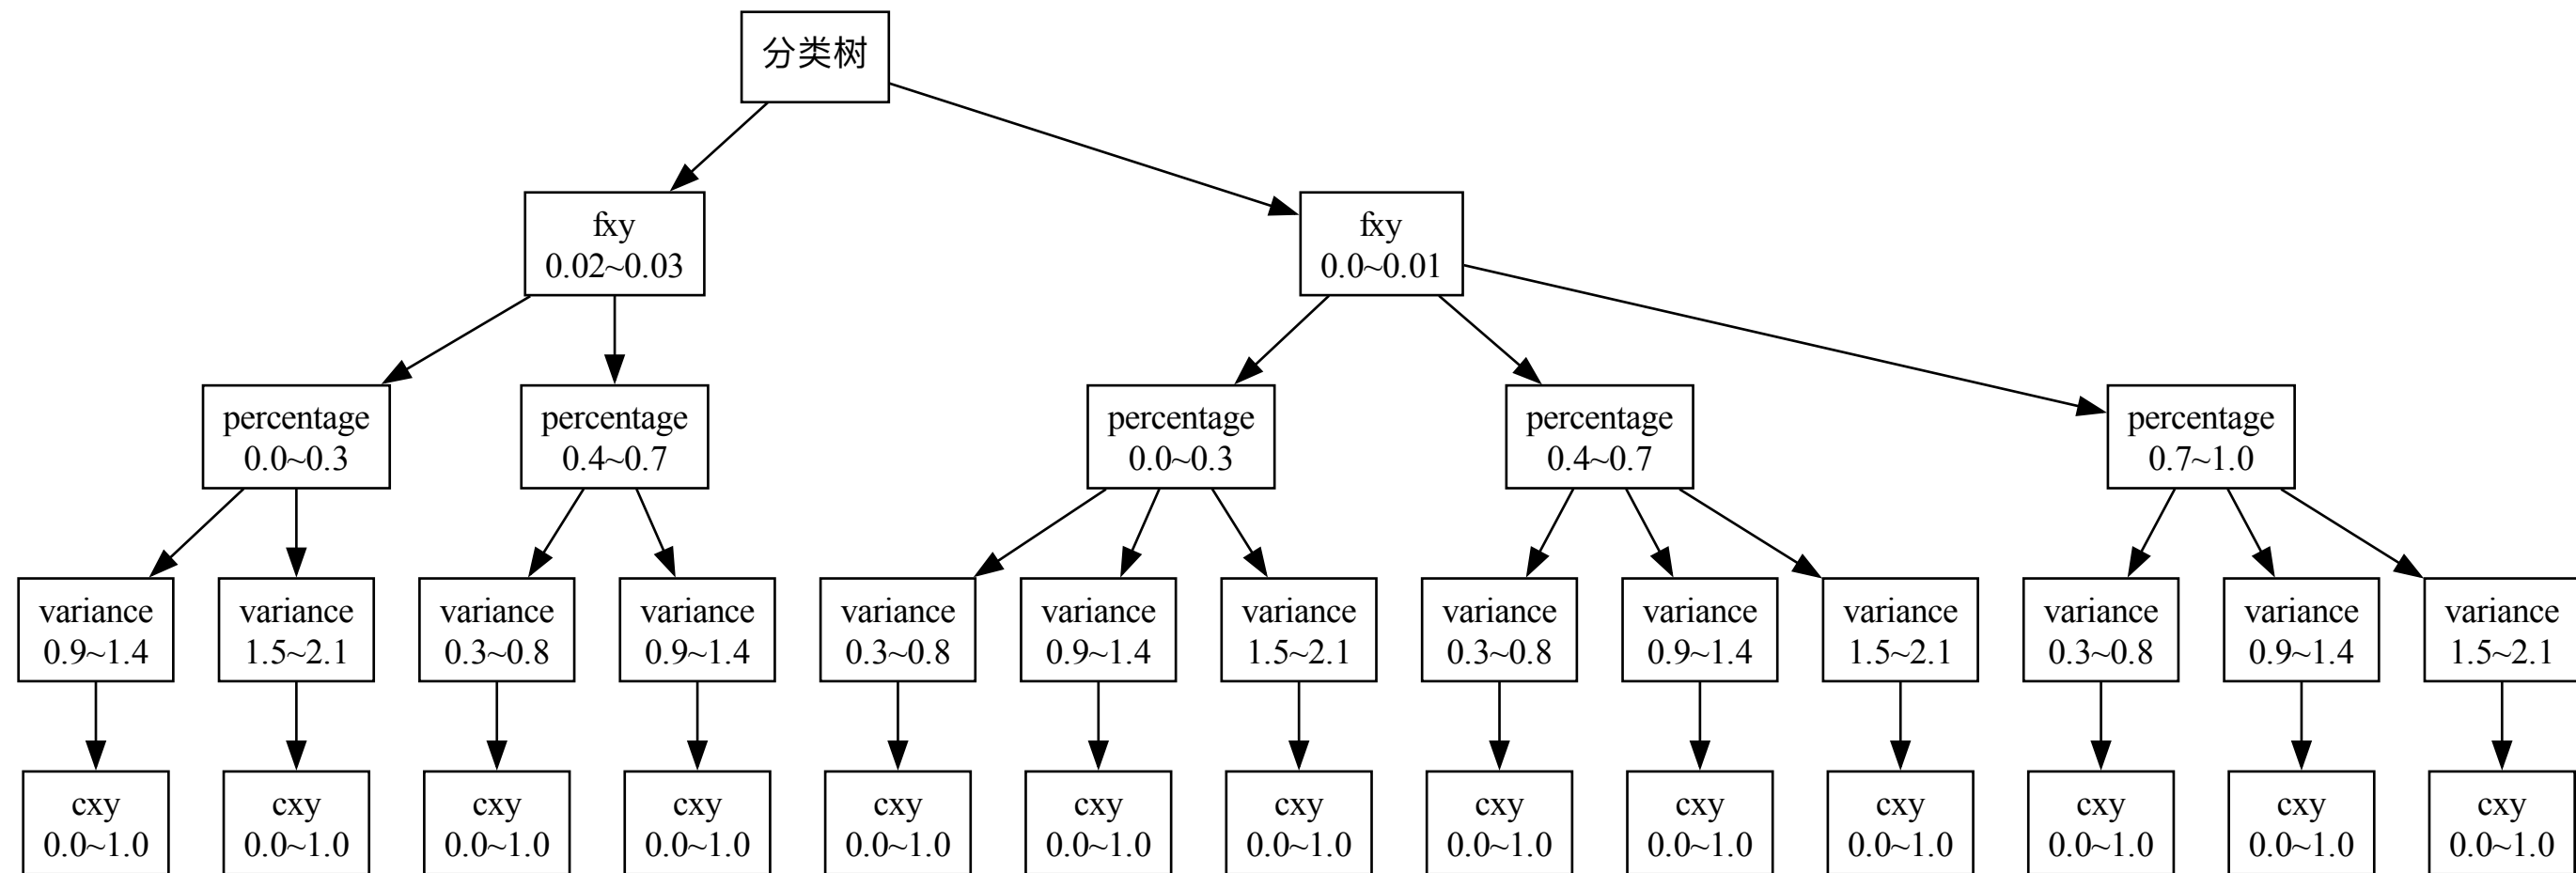 分类树
fxy
0.02~0.03
fxy
0.0~0.01
percentage
0.0~0.3
percentage
0.4~0.7
percentage
0.0~0.3
percentage
0.4~0.7
percentage
0.7~1.0
variance
0.9~1.4
variance
1.5~2.1
variance
0.3~0.8
variance
0.9~1.4
variance
0.3~0.8
variance
0.9~1.4
variance
1.5~2.1
variance
0.3~0.8
variance
0.9~1.4
variance
1.5~2.1
variance
0.3~0.8
variance
0.9~1.4
variance
1.5~2.1
cxy
0.0~1.0
cxy
0.0~1.0
cxy
0.0~1.0
cxy
0.0~1.0
cxy
0.0~1.0
cxy
0.0~1.0
cxy
0.0~1.0
cxy
0.0~1.0
cxy
0.0~1.0
cxy
0.0~1.0
cxy
0.0~1.0
cxy
0.0~1.0
cxy
0.0~1.0